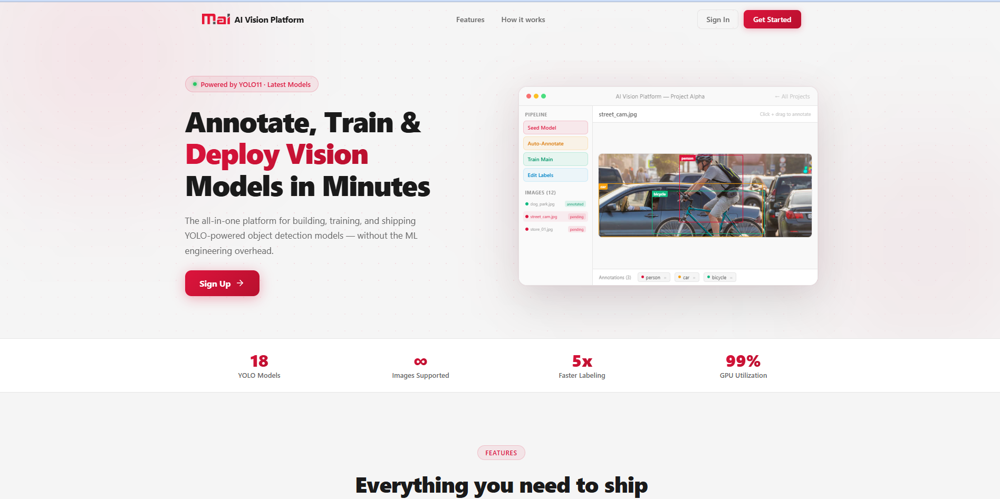 mai AI Vision Platform
Features
How it works
Sign In
Get Started
Powered by YOLO11 · Latest Models
Annotate, Train &
Deploy Vision
Models in Minutes
The all-in-one platform for building, training, and shipping
YOLO-powered object detection models — without the ML
engineering overhead.
Sign Up →
AI Vision Platform — Project Alpha
← All Projects
PIPELINE
Seed Model
Auto-Annotate
Train Main
Edit Labels
IMAGES (12)
dog_park.jpg annotated
street_cam.jpg pending
store_01.jpg pending
street_cam.jpg
Click + drag to annotate
person
car
bicycle
Annotations (3) person × car × bicycle ×
18
YOLO Models
∞
Images Supported
5x
Faster Labeling
99%
GPU Utilization
FEATURES
Everything you need to ship